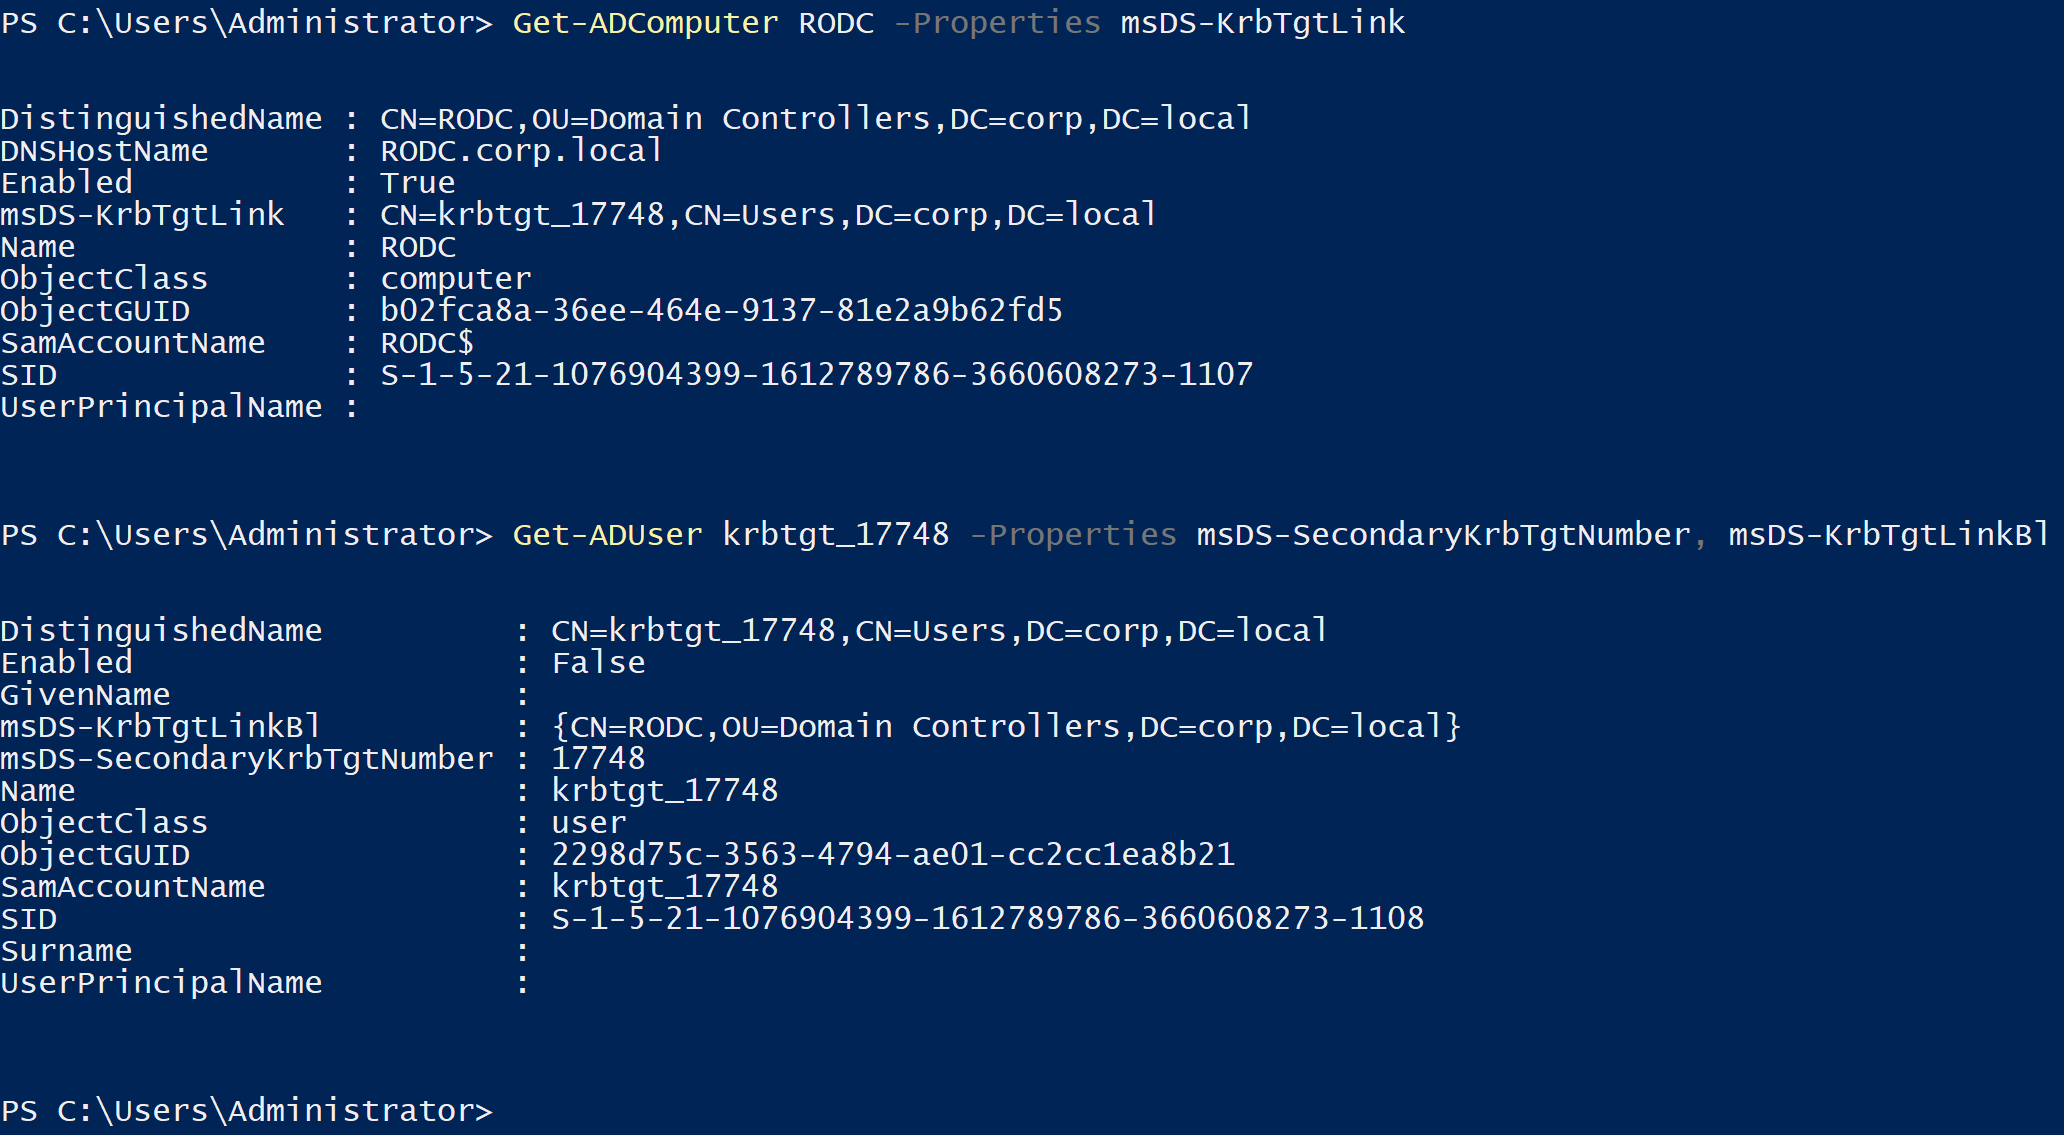 PS C:\Users\Administrator> Get-ADComputer RODC -Properties msDS-KrbTgtLink
DistinguishedName : CN=RODC,OU=Domain Controllers,DC=corp,DC=local
DNSHostName       : RODC.corp.local
Enabled           : True
msDS-KrbTgtLink   : CN=krbtgt_17748,CN=Users,DC=corp,DC=local
Name              : RODC
ObjectClass       : computer
ObjectGUID        : b02fca8a-36ee-464e-9137-81e2a9b62fd5
SamAccountName    : RODC$
SID               : S-1-5-21-1076904399-1612789786-3660608273-1107
UserPrincipalName :
PS C:\Users\Administrator> Get-ADUser krbtgt_17748 -Properties msDS-SecondaryKrbTgtNumber, msDS-KrbTgtLinkBl
DistinguishedName          : CN=krbtgt_17748,CN=Users,DC=corp,DC=local
Enabled                    : False
GivenName                  :
msDS-KrbTgtLinkBl          : {CN=RODC,OU=Domain Controllers,DC=corp,DC=local}
msDS-SecondaryKrbTgtNumber : 17748
Name                       : krbtgt_17748
ObjectClass                : user
ObjectGUID                 : 2298d75c-3563-4794-ae01-cc2cc1ea8b21
SamAccountName             : krbtgt_17748
SID                        : S-1-5-21-1076904399-1612789786-3660608273-1108
Surname                    :
UserPrincipalName          :
PS C:\Users\Administrator>